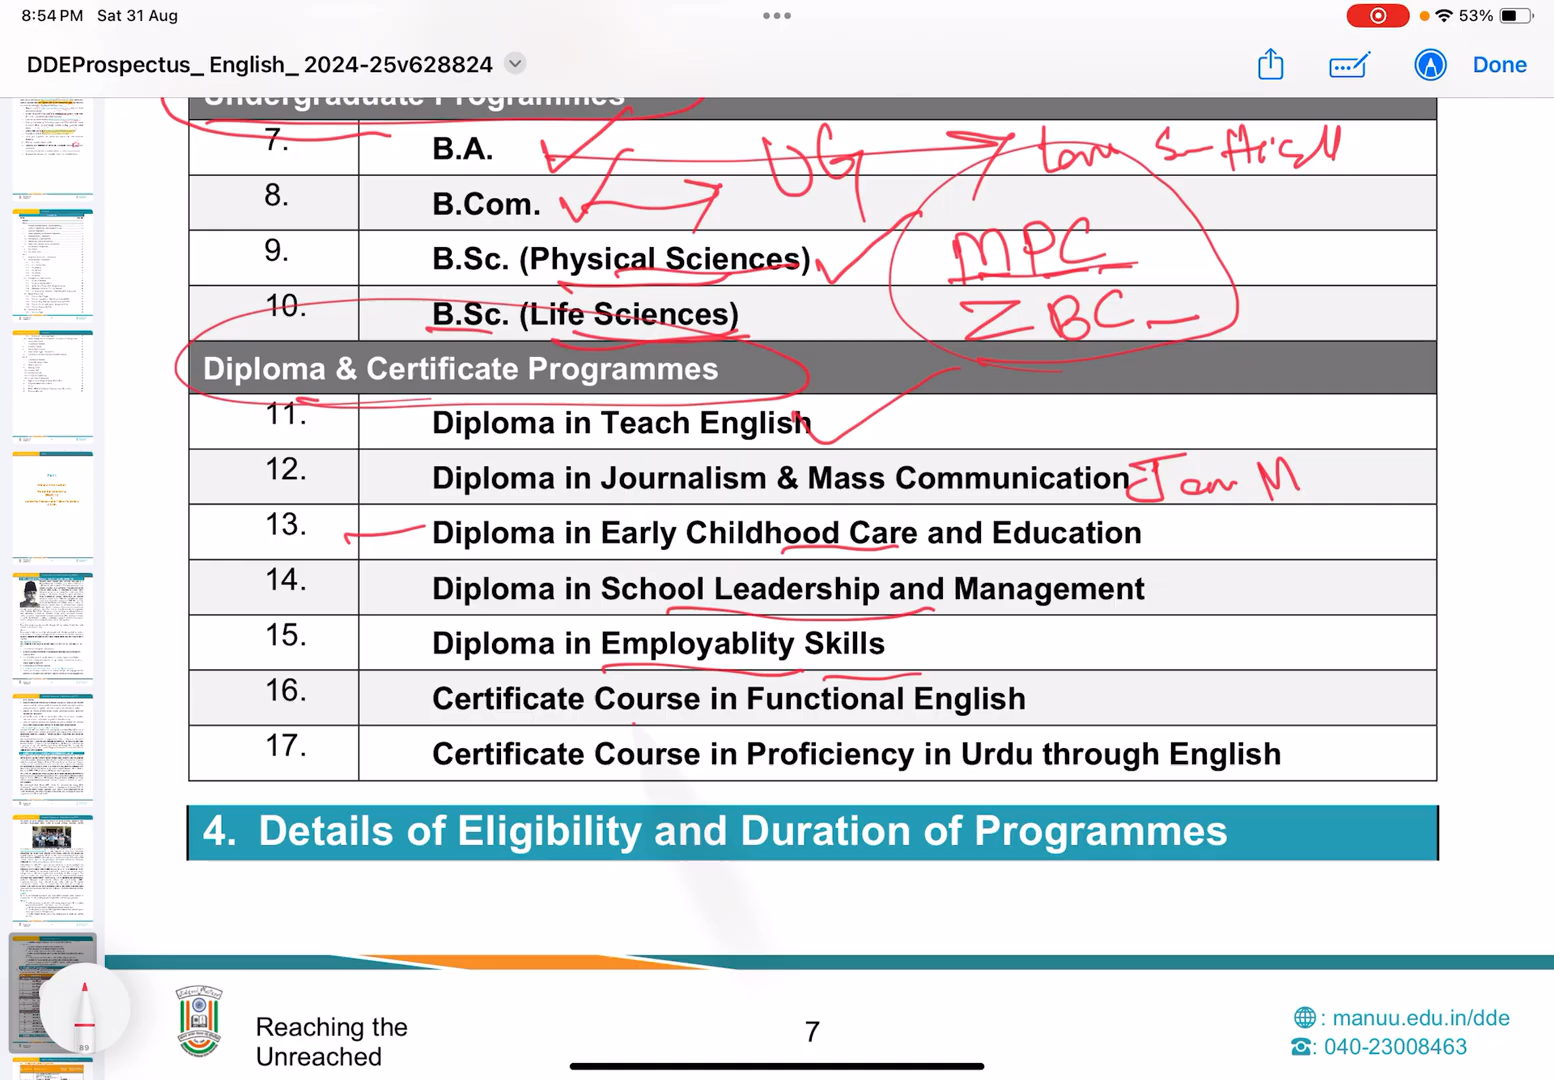 8:54 PM Sat 31 Aug
53%
DDEProspectus_ English_ 2024-25v628824
Done
Undergraduate Programmes
7. B.A.
UG
8. B.Com.
9. B.Sc. (Physical Sciences)
MPC
10. B.Sc. (Life Sciences)
ZBC
Diploma & Certificate Programmes
11. Diploma in Teach English
12. Diploma in Journalism & Mass Communication
13. Diploma in Early Childhood Care and Education
14. Diploma in School Leadership and Management
15. Diploma in Employablity Skills
16. Certificate Course in Functional English
17. Certificate Course in Proficiency in Urdu through English
4. Details of Eligibility and Duration of Programmes
Reaching the
Unreached
7
: manuu.edu.in/dde
: 040-23008463
89